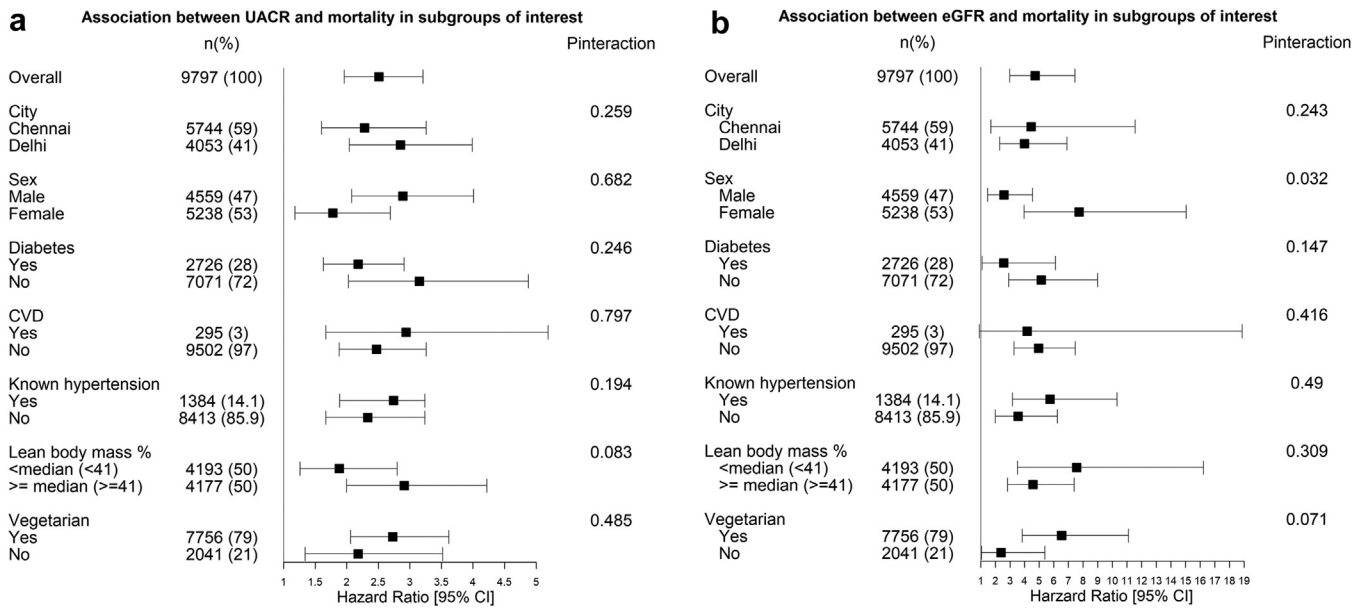 a
Association between UACR and mortality in subgroups of interest
n(%) Pinteraction
Overall 9797 (100)
City 0.259
Chennai 5744 (59)
Delhi 4053 (41)
Sex 0.682
Male 4559 (47)
Female 5238 (53)
Diabetes 0.246
Yes 2726 (28)
No 7071 (72)
CVD 0.797
Yes 295 (3)
No 9502 (97)
Known hypertension 0.194
Yes 1384 (14.1)
No 8413 (85.9)
Lean body mass % 0.083
<median (<41) 4193 (50)
>= median (>=41) 4177 (50)
Vegetarian 0.485
Yes 7756 (79)
No 2041 (21)
1 1.5 2 2.5 3 3.5 4 4.5 5
Hazard Ratio [95% CI]
b
Association between eGFR and mortality in subgroups of interest
n(%) Pinteraction
Overall 9797 (100)
City 0.243
Chennai 5744 (59)
Delhi 4053 (41)
Sex 0.032
Male 4559 (47)
Female 5238 (53)
Diabetes 0.147
Yes 2726 (28)
No 7071 (72)
CVD 0.416
Yes 295 (3)
No 9502 (97)
Known hypertension 0.49
Yes 1384 (14.1)
No 8413 (85.9)
Lean body mass % 0.309
<median (<41) 4193 (50)
>= median (>=41) 4177 (50)
Vegetarian 0.071
Yes 7756 (79)
No 2041 (21)
1 2 3 4 5 6 7 8 9 10 11 12 13 14 15 16 17 18 19
Harzard Ratio [95% CI]